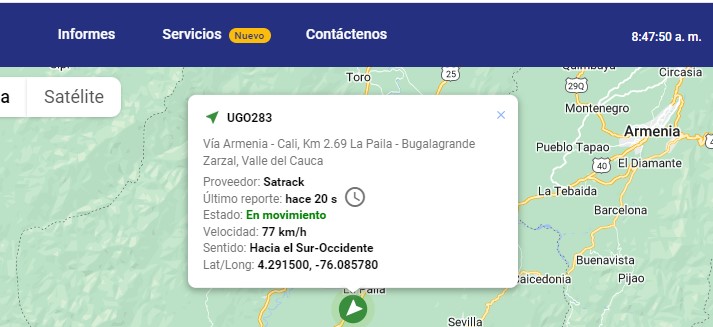 Informes
Servicios Nuevo
Contáctenos
8:47:50 a. m.
a Satélite
Toro
25
29Q
Circasia
Montenegro
Armenia
Pueblo Tapao
40
El Diamante
La Tebaida
Barcelona
Buenavista
Caicedonia
Pijao
Sevilla
UGO283
Vía Armenia - Cali, Km 2.69 La Paila - Bugalagrande
Zarzal, Valle del Cauca
Proveedor: Satrack
Último reporte: hace 20 s
Estado: En movimiento
Velocidad: 77 km/h
Sentido: Hacia el Sur-Occidente
Lat/Long: 4.291500, -76.085780
La Paila